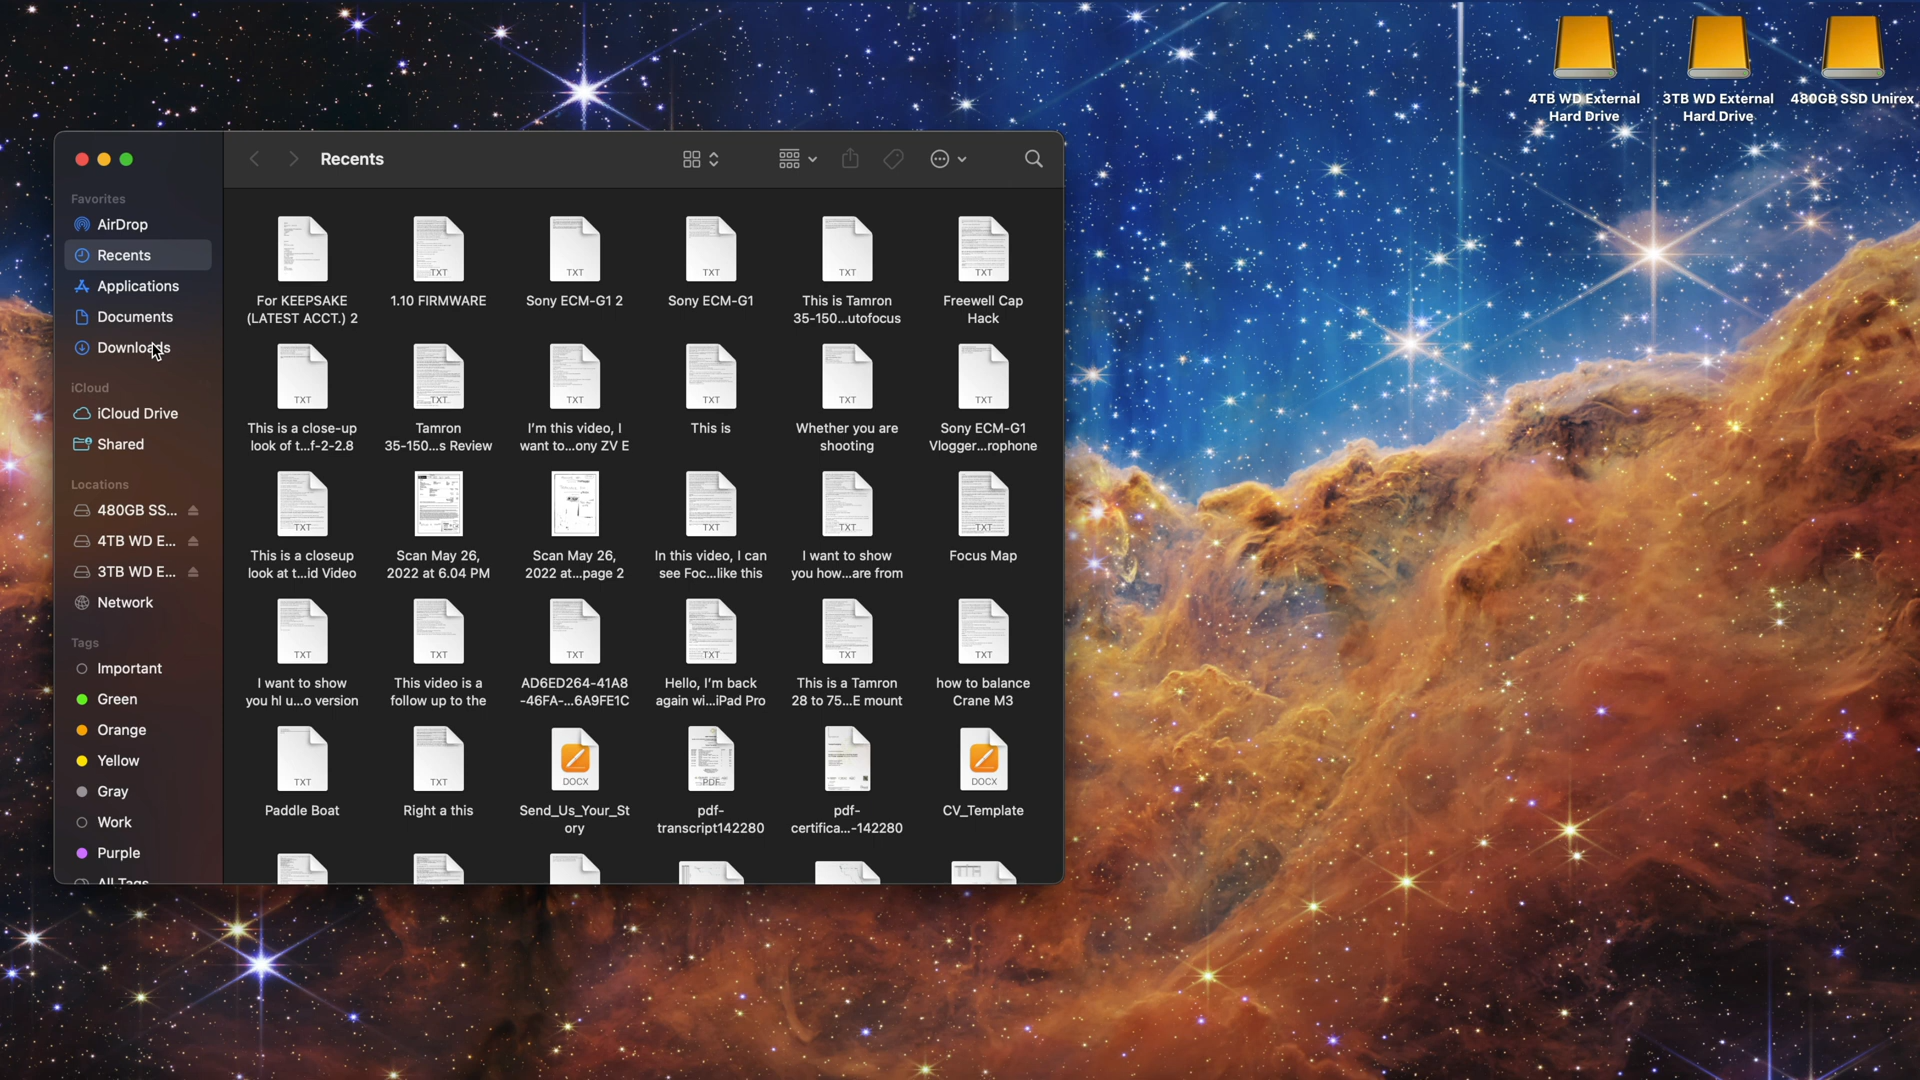 4TB WD External
Hard Drive
3TB WD External
Hard Drive
480GB SSD Unirex
Recents
Favorites
AirDrop
Recents
Applications
Documents
Downloads
iCloud
iCloud Drive
Shared
Locations
480GB SS...
4TB WD E...
3TB WD E...
Network
Tags
Important
Green
Orange
Yellow
Gray
Work
Purple
All Tags
For KEEPSAKE
(LATEST ACCT.) 2
TXT
1.10 FIRMWARE
TXT
Sony ECM-G1 2
TXT
Sony ECM-G1
TXT
This is Tamron
35-150...utofocus
TXT
Freewell Cap
Hack
TXT
This is a close-up
look of t...f-2-2.8
TXT
Tamron
35-150...s Review
TXT
I'm this video, I
want to...ony ZV E
TXT
This is
TXT
Whether you are
shooting
TXT
Sony ECM-G1
Vlogger...rophone
TXT
This is a closeup
look at t...id Video
Scan May 26,
2022 at 6.04 PM
Scan May 26,
2022 at...page 2
TXT
In this video, I can
see Foc...like this
TXT
I want to show
you how...are from
TXT
Focus Map
TXT
I want to show
you hl u...o version
TXT
This video is a
follow up to the
TXT
AD6ED264-41A8
-46FA-...6A9FE1C
TXT
Hello, I'm back
again wi...iPad Pro
TXT
This is a Tamron
28 to 75...E mount
TXT
how to balance
Crane M3
TXT
Paddle Boat
TXT
Right a this
DOCX
Send_Us_Your_St
ory
PDF
pdf-
transcript142280
pdf-
certifica...-142280
DOCX
CV_Template